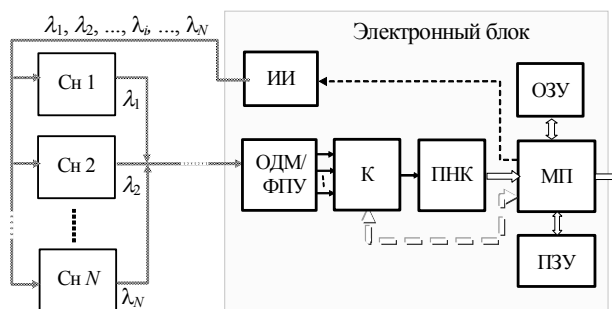 λ1, λ2, ..., λi, ..., λN
Электронный блок
Сн 1
λ1
ИИ
ОЗУ
Сн 2
λ2
ОДМ/
ФПУ
К
ПНК
МП
Сн N
λN
ПЗУ